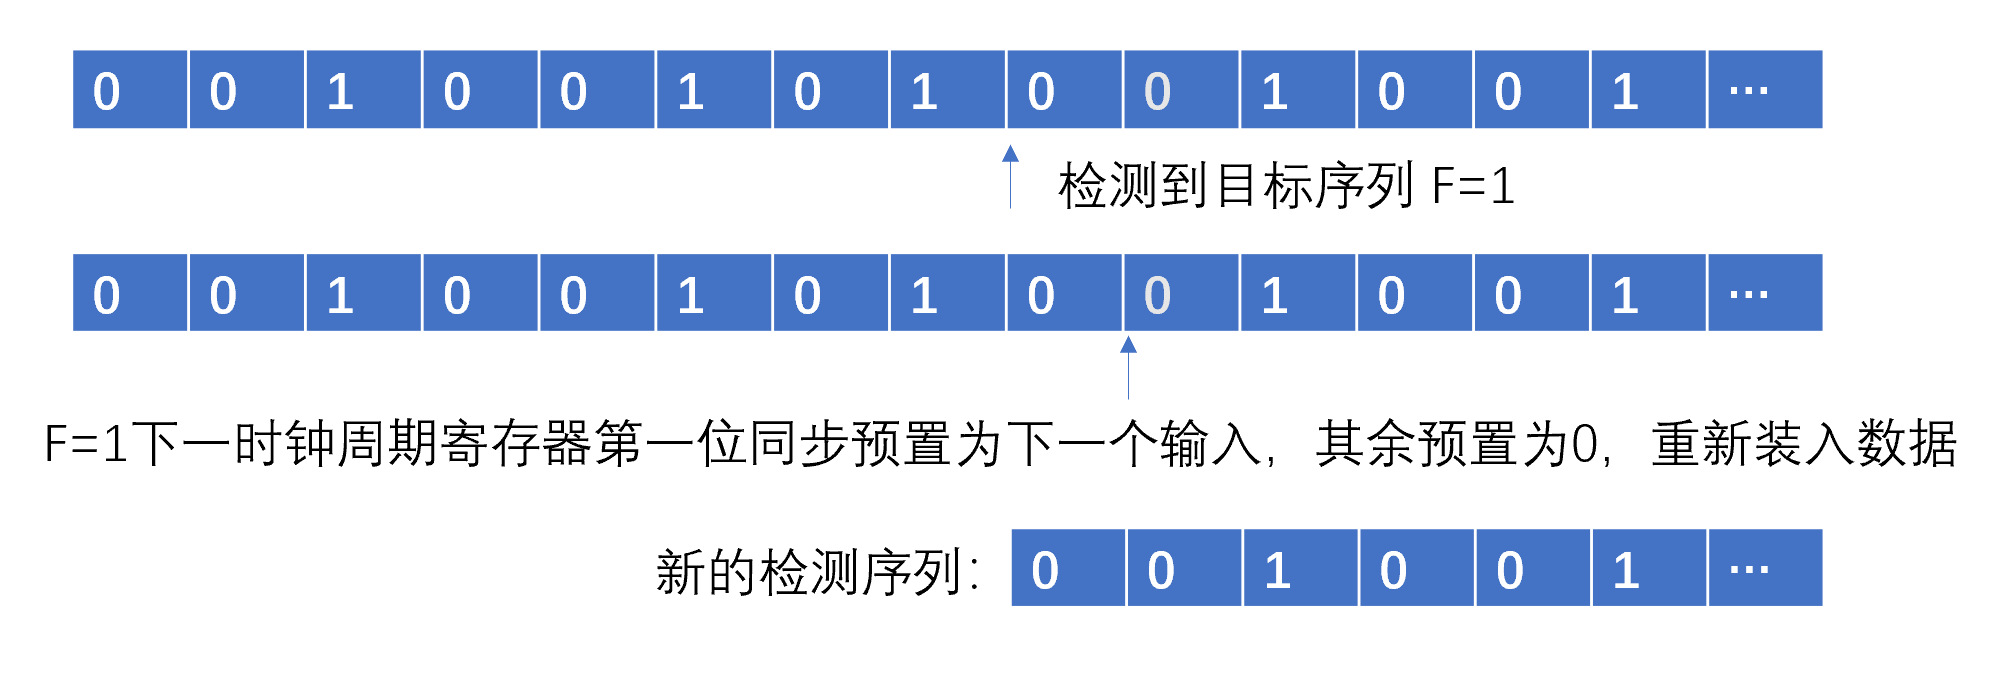 0 0 1 0 0 1 0 1 0 0 1 0 0 1 ···
检测到目标序列 F=1
0 0 1 0 0 1 0 1 0 0 1 0 0 1 ···
F=1下一时钟周期寄存器第一位同步预置为下一个输入，其余预置为0，重新装入数据
新的检测序列： 0 0 1 0 0 1 ···